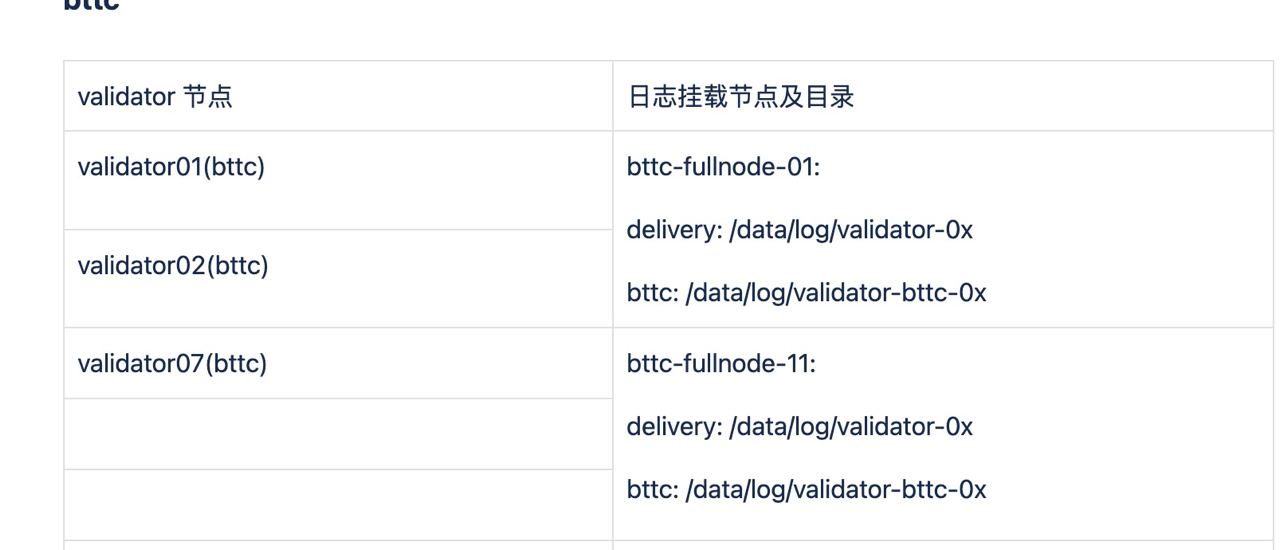 bttc
validator 节点
日志挂载节点及目录
validator01(bttc)
bttc-fullnode-01:
delivery: /data/log/validator-0x
validator02(bttc)
bttc: /data/log/validator-bttc-0x
validator07(bttc)
bttc-fullnode-11:
delivery: /data/log/validator-0x
bttc: /data/log/validator-bttc-0x